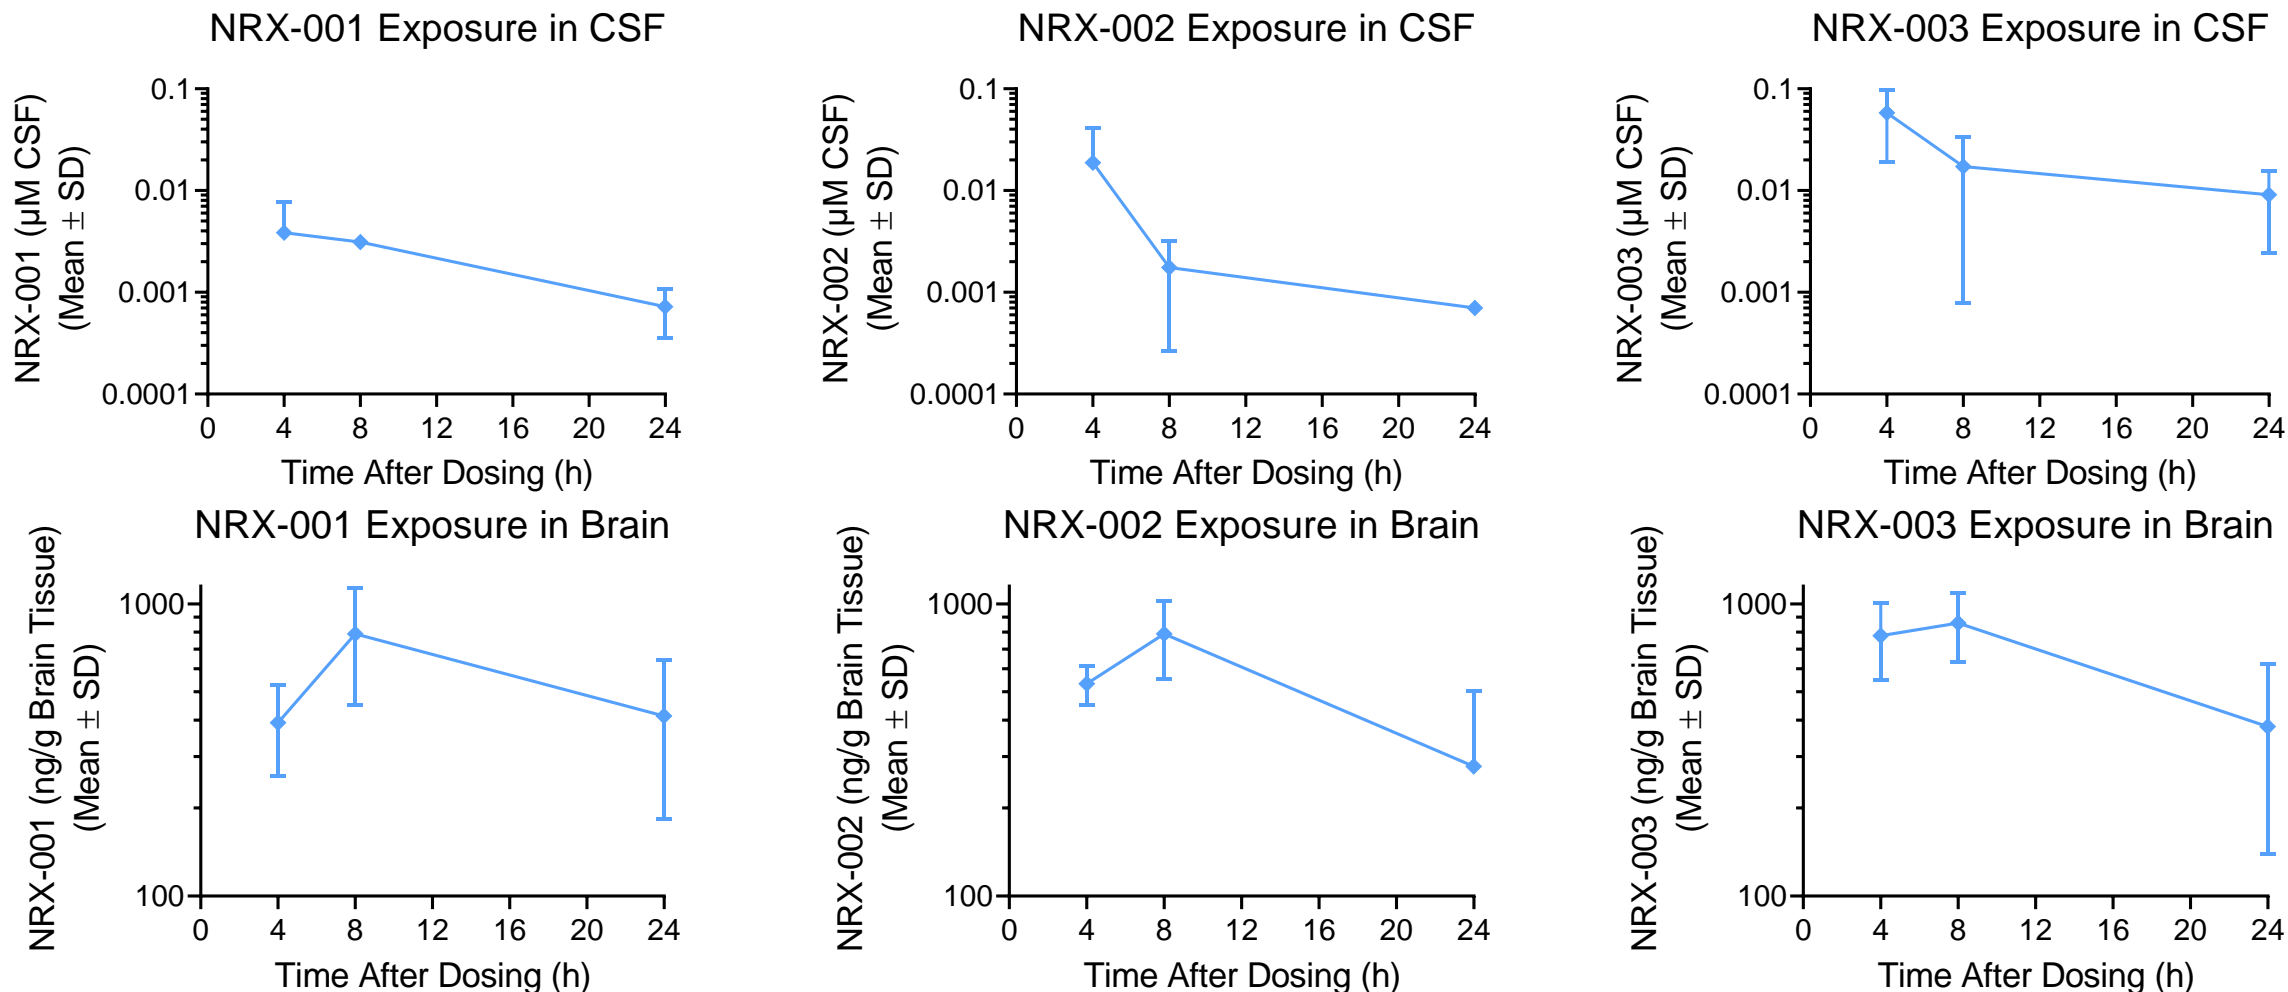 NRX-001 Exposure in CSF
NRX-001 (µM CSF)
(Mean ± SD)
0.1
0.01
0.001
0.0001
0 4 8 12 16 20 24
Time After Dosing (h)
NRX-002 Exposure in CSF
NRX-002 (µM CSF)
(Mean ± SD)
0.1
0.01
0.001
0.0001
0 4 8 12 16 20 24
Time After Dosing (h)
NRX-003 Exposure in CSF
NRX-003 (µM CSF)
(Mean ± SD)
0.1
0.01
0.001
0.0001
0 4 8 12 16 20 24
Time After Dosing (h)
NRX-001 Exposure in Brain
NRX-001 (ng/g Brain Tissue)
(Mean ± SD)
1000
100
0 4 8 12 16 20 24
Time After Dosing (h)
NRX-002 Exposure in Brain
NRX-002 (ng/g Brain Tissue)
(Mean ± SD)
1000
100
0 4 8 12 16 20 24
Time After Dosing (h)
NRX-003 Exposure in Brain
NRX-003 (ng/g Brain Tissue)
(Mean ± SD)
1000
100
0 4 8 12 16 20 24
Time After Dosing (h)